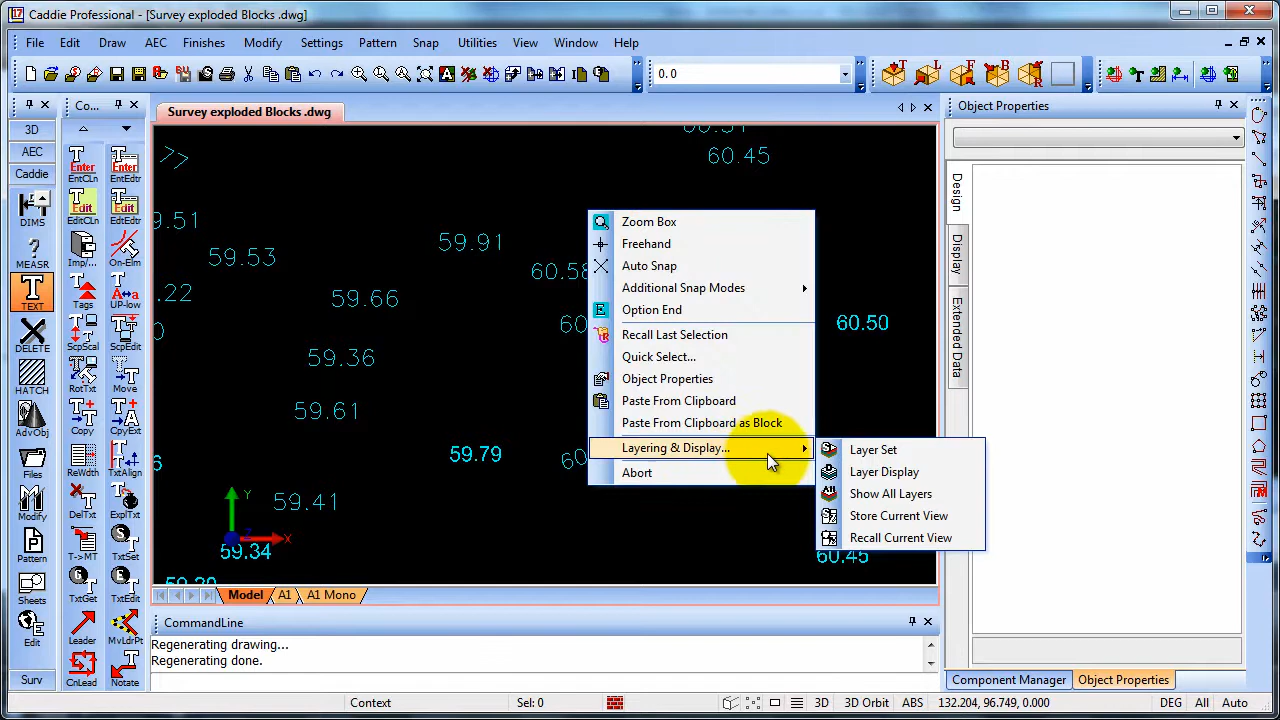 Caddie Professional - [Survey exploded Blocks .dwg]
File Edit Draw AEC Finishes Modify Settings Pattern Snap Utilities View Window Help
0. 0
Co...
Survey exploded Blocks .dwg
Object Properties
3D
AEC
Caddie
DIMS
MEASR
TEXT
DELETE
HATCH
AdvObj
Files
Modify
Pattern
Sheets
Edit
Surv
EntCLn EntEdtr
EditCLn EdtEdtr
Imp/... On-Elm
Tags UP-low
ScpScal ScpEdit
RotTxt Move
Copy EntCpy
ReWdth TxtAlign
DelTxt ExplTxt
T->MT TxtSet
TxtGet TxtEdit
Leader MvLdrPt
CnLead Notate
>>
60.45
9.51
59.53
59.91
60.58
.22
59.66
60.50
59.36
59.61
59.79
59.41
59.34
60.45
Y
X
Zoom Box
Freehand
Auto Snap
Additional Snap Modes
Option End
Recall Last Selection
Quick Select...
Object Properties
Paste From Clipboard
Paste From Clipboard as Block
Layering & Display...
Abort
Layer Set
Layer Display
Show All Layers
Store Current View
Recall Current View
Design
Display
Extended Data
Model A1 A1 Mono
CommandLine
Regenerating drawing...
Regenerating done.
Component Manager Object Properties
Context Sel: 0 3D 3D Orbit ABS 132.204, 96.749, 0.000 DEG All Auto